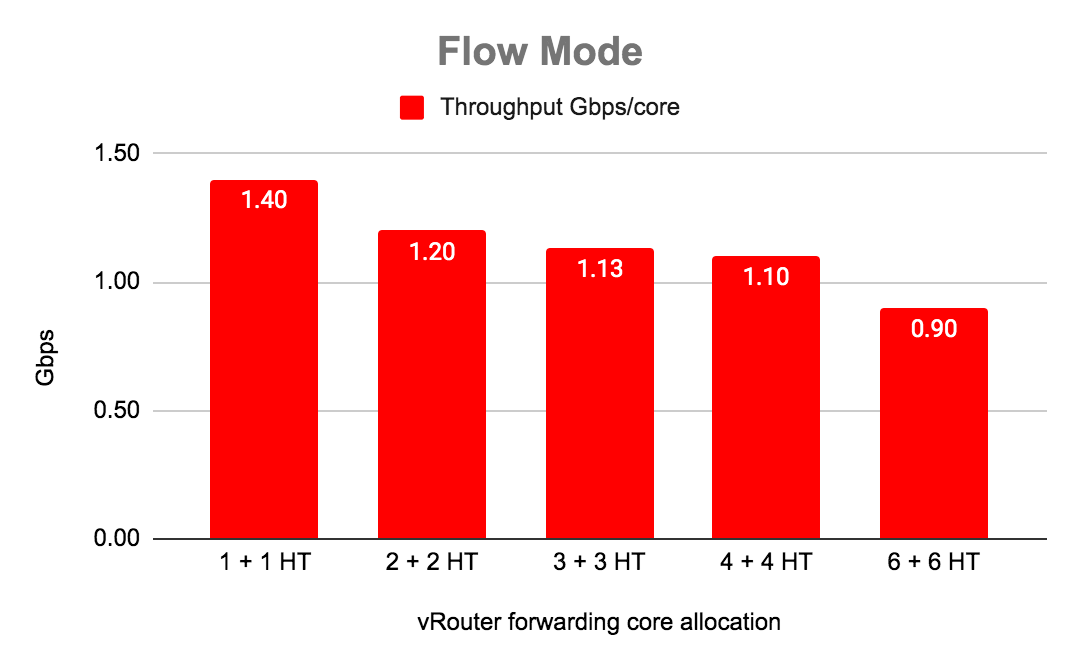 Flow Mode
Throughput Gbps/core
1.50
1.00
0.50
0.00
Gbps
1.40
1.20
1.13
1.10
0.90
1 + 1 HT
2 + 2 HT
3 + 3 HT
4 + 4 HT
6 + 6 HT
vRouter forwarding core allocation